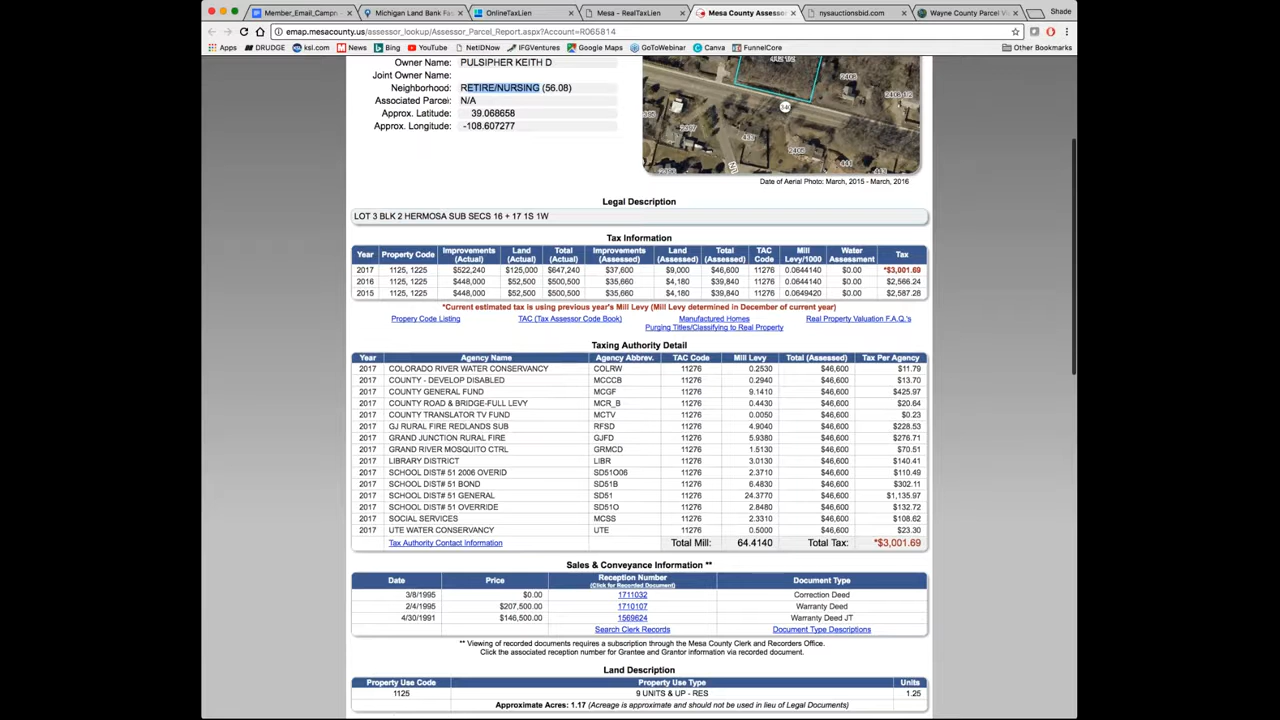 Member_Email_Campn
Michigan Land Bank Fas
OnlineTaxLien
Mesa - RealTaxLien
Mesa County Assessor
nysauctionsbid.com
Wayne County Parcel Vi
Shade
emap.mesacounty.us/assessor_lookup/Assessor_Parcel_Report.aspx?Account=R065814
Apps DRUDGE ksl.com News Bing YouTube NetIDNow IFGVentures Google Maps GoToWebinar Canva FunnelCore Other Bookmarks
Owner Name: PULSIPHER KEITH D
Joint Owner Name:
Neighborhood: RETIRE/NURSING (56.08)
Associated Parcel: N/A
Approx. Latitude: 39.068658
Approx. Longitude: -108.607277
340
Date of Aerial Photo: March, 2015 - March, 2016
Legal Description
LOT 3 BLK 2 HERMOSA SUB SECS 16 + 17 1S 1W
Tax Information
Year Property Code Improvements (Actual) Land (Actual) Total (Actual) Improvements (Assessed) Land (Assessed) Total (Assessed) TAC Code Mill Levy/1000 Water Assessment Tax
2017 1125, 1225 $522,240 $125,000 $647,240 $37,600 $9,000 $46,600 11276 0.0644140 $0.00 *$3,001.69
2016 1125, 1225 $448,000 $52,500 $500,500 $35,660 $4,180 $39,840 11276 0.0644140 $0.00 $2,566.24
2015 1125, 1225 $448,000 $52,500 $500,500 $35,660 $4,180 $39,840 11276 0.0649420 $0.00 $2,587.28
*Current estimated tax is using previous year's Mill Levy (Mill Levy determined in December of current year)
Propery Code Listing TAC (Tax Assessor Code Book) Manufactured Homes Real Property Valuation F.A.Q.'s
Purging Titles/Classifying to Real Property
Taxing Authority Detail
Year Agency Name Agency Abbrev. TAC Code Mill Levy Total (Assessed) Tax Per Agency
2017 COLORADO RIVER WATER CONSERVANCY COLRW 11276 0.2530 $46,600 $11.79
2017 COUNTY - DEVELOP DISABLED MCCCB 11276 0.2940 $46,600 $13.70
2017 COUNTY GENERAL FUND MCGF 11276 9.1410 $46,600 $425.97
2017 COUNTY ROAD & BRIDGE-FULL LEVY MCR_B 11276 0.4430 $46,600 $20.64
2017 COUNTY TRANSLATOR TV FUND MCTV 11276 0.0050 $46,600 $0.23
2017 GJ RURAL FIRE REDLANDS SUB RFSD 11276 4.9040 $46,600 $228.53
2017 GRAND JUNCTION RURAL FIRE GJFD 11276 5.9380 $46,600 $276.71
2017 GRAND RIVER MOSQUITO CTRL GRMCD 11276 1.5130 $46,600 $70.51
2017 LIBRARY DISTRICT LIBR 11276 3.0130 $46,600 $140.41
2017 SCHOOL DIST# 51 2006 OVERID SD51O06 11276 2.3710 $46,600 $110.49
2017 SCHOOL DIST# 51 BOND SD51B 11276 6.4830 $46,600 $302.11
2017 SCHOOL DIST# 51 GENERAL SD51 11276 24.3770 $46,600 $1,135.97
2017 SCHOOL DIST# 51 OVERRIDE SD51O 11276 2.8480 $46,600 $132.72
2017 SOCIAL SERVICES MCSS 11276 2.3310 $46,600 $108.62
2017 UTE WATER CONSERVANCY UTE 11276 0.5000 $46,600 $23.30
Tax Authority Contact Information Total Mill: 64.4140 Total Tax: *$3,001.69
Sales & Conveyance Information **
Date Price Reception Number (Click for Recorded Document) Document Type
3/8/1995 $0.00 1711032 Correction Deed
2/4/1995 $207,500.00 1710107 Warranty Deed
4/30/1991 $146,500.00 1569624 Warranty Deed JT
Search Clerk Records Document Type Descriptions
** Viewing of recorded documents requires a subscription through the Mesa County Clerk and Recorders Office.
Click the associated reception number for Grantee and Grantor information via recorded document.
Land Description
Property Use Code Property Use Type Units
1125 9 UNITS & UP - RES 1.25
Approximate Acres: 1.17 (Acreage is approximate and should not be used in lieu of Legal Documents)